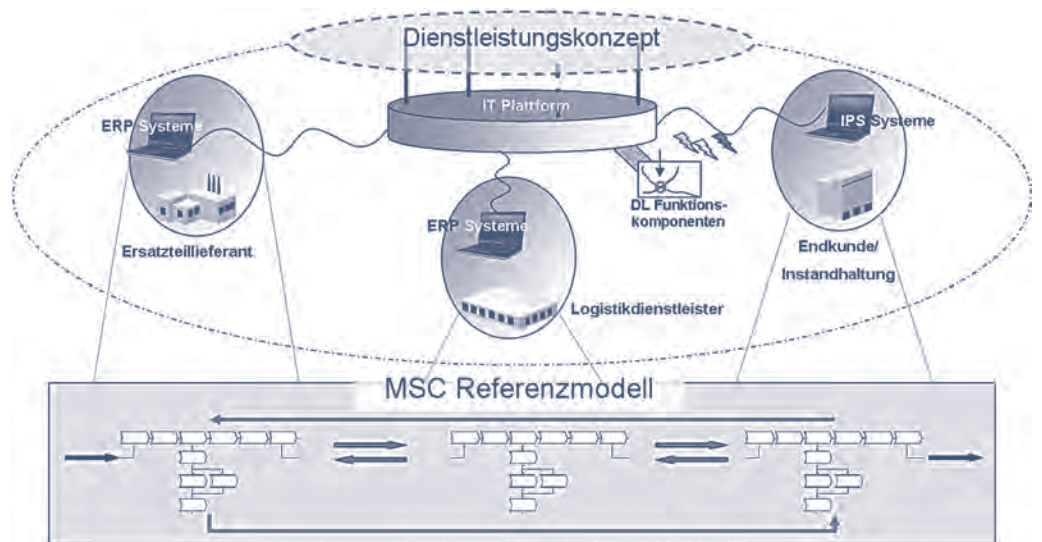 Dienstleistungskonzept
IT Plattform
ERP Systeme
IPS Systeme
DL Funktions-
komponenten
ERP Systeme
Ersatzteillieferant
Endkunde/
Instandhaltung
Logistikdienstleister
MSC Referenzmodell